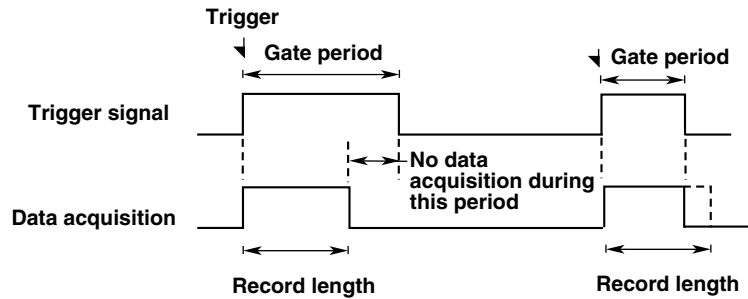 Trigger
Gate period
Gate period
Trigger signal
No data
acquisition during
this period
Data acquisition
Record length
Record length